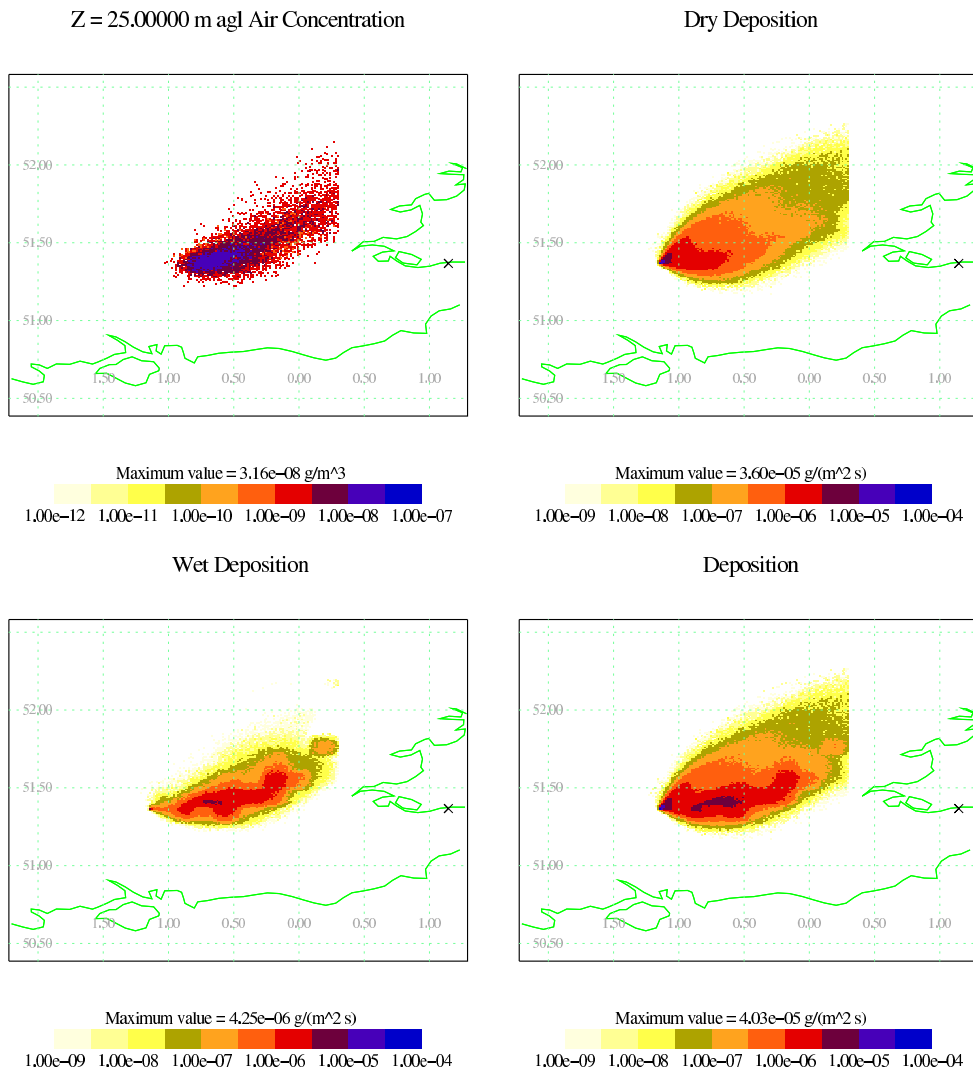 Z = 25.00000 m agl Air Concentration
Dry Deposition
52.00
51.50
51.00
1.50 1.00 0.50 0.00 0.50 1.00
50.50
52.00
51.50
51.00
1.50 1.00 0.50 0.00 0.50 1.00
50.50
Maximum value = 3.16e−08 g/m^3
1.00e−12 1.00e−11 1.00e−10 1.00e−09 1.00e−08 1.00e−07
Maximum value = 3.60e−05 g/(m^2 s)
1.00e−09 1.00e−08 1.00e−07 1.00e−06 1.00e−05 1.00e−04
Wet Deposition
Deposition
52.00
51.50
51.00
1.50 1.00 0.50 0.00 0.50 1.00
50.50
52.00
51.50
51.00
1.50 1.00 0.50 0.00 0.50 1.00
50.50
Maximum value = 4.25e−06 g/(m^2 s)
1.00e−09 1.00e−08 1.00e−07 1.00e−06 1.00e−05 1.00e−04
Maximum value = 4.03e−05 g/(m^2 s)
1.00e−09 1.00e−08 1.00e−07 1.00e−06 1.00e−05 1.00e−04